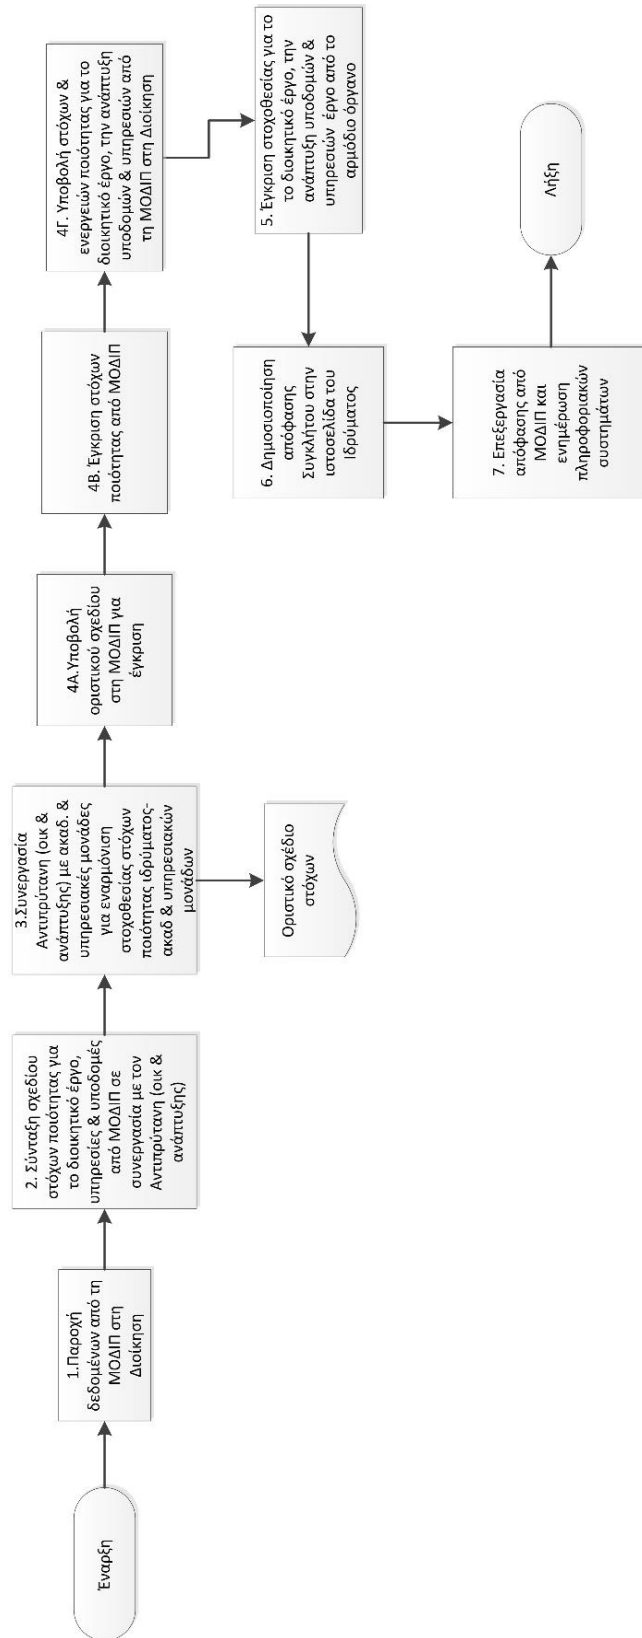 Έναρξη
1.Παροχή
δεδομένων από τη
ΜΟΔΙΠ στη
Διοίκηση
2. Σύνταξη σχεδίου
στόχων ποιότητας για
το διοικητικό έργο,
υπηρεσίες & υποδομές
από ΜΟΔΙΠ σε
συνεργασία με τον
Αντιπρύτανη (οικ &
ανάπτυξης)
3.Συνεργασία
Αντιπρύτανη (οικ &
ανάπτυξης) με ακαδ. &
υπηρεσιακές μονάδες
για εναρμόνιση
στοχοθεσίας στόχων
ποιότητας ιδρύματος-
ακαδ & υπηρεσιακών
μονάδων
Οριστικό σχέδιο
στόχων
4Α.Υποβολή
οριστικού σχεδίου
στη ΜΟΔΙΠ για
έγκριση
4Β. Έγκριση στόχων
ποιότητας από ΜΟΔΙΠ
4Γ. Υποβολή στόχων &
ενεργειών ποιότητας για το
διοικητικό έργο, την ανάπτυξη
υποδομών & υπηρεσιών από
τη ΜΟΔΙΠ στη Διοίκηση
5. Έγκριση στοχοθεσίας για το
το διοικητικό έργο, την
ανάπτυξη υποδομών &
υπηρεσιών έργο από το
αρμόδιο όργανο
6. Δημοσιοποίηση
απόφασης
Συγκλήτου στην
ιστοσελίδα του
Ιδρύματος
7. Επεξεργασία
απόφασης από
ΜΟΔΙΠ και
ενημέρωση
πληροφοριακών
συστημάτων
Λήξη